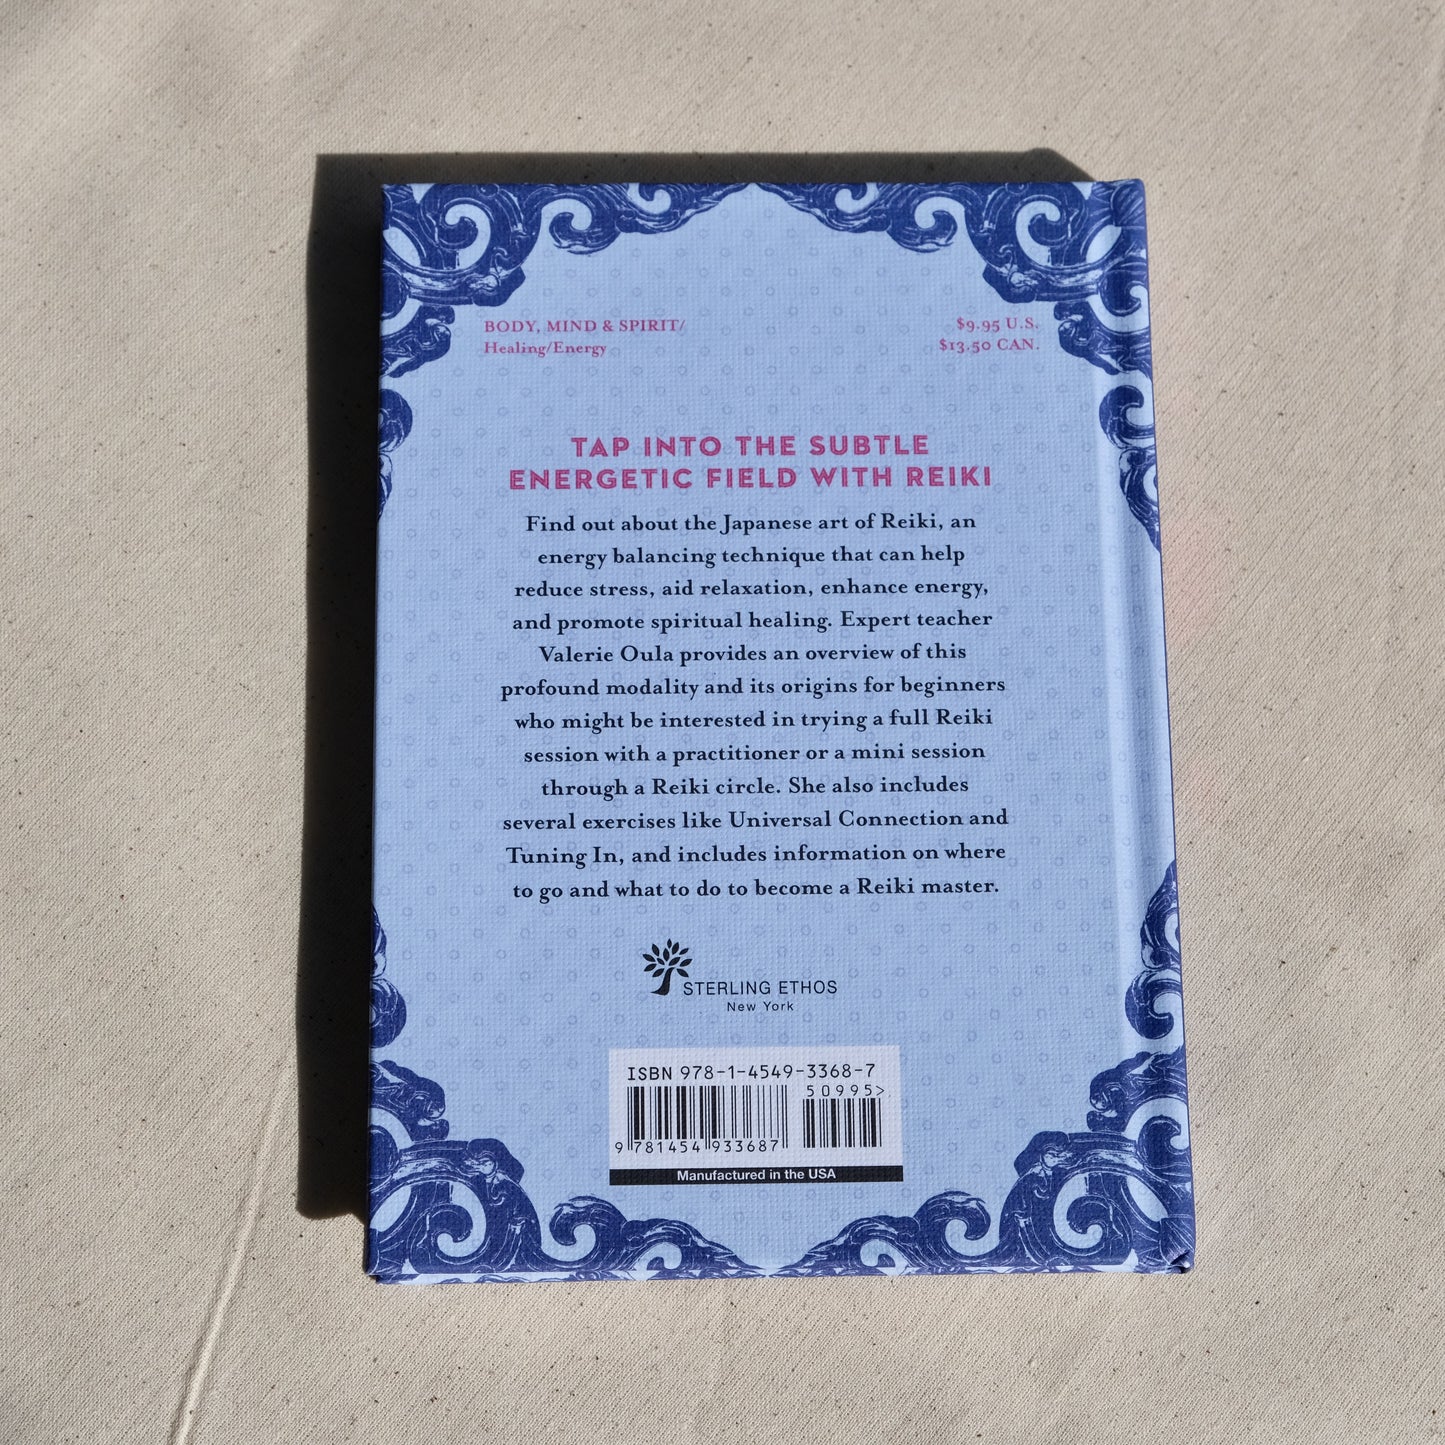 BODY, MIND & SPIRIT/
Healing/Energy
$9.95 U.S.
$13.50 CAN.
TAP INTO THE SUBTLE
ENERGETIC FIELD WITH REIKI
Find out about the Japanese art of Reiki, an
energy balancing technique that can help
reduce stress, aid relaxation, enhance energy,
and promote spiritual healing. Expert teacher
Valerie Oula provides an overview of this
profound modality and its origins for beginners
who might be interested in trying a full Reiki
session with a practitioner or a mini session
through a Reiki circle. She also includes
several exercises like Universal Connection and
Tuning In, and includes information on where
to go and what to do to become a Reiki master.
STERLING ETHOS
New York
ISBN 978-1-4549-3368-7
50995>
9 781454 933687
Manufactured in the USA